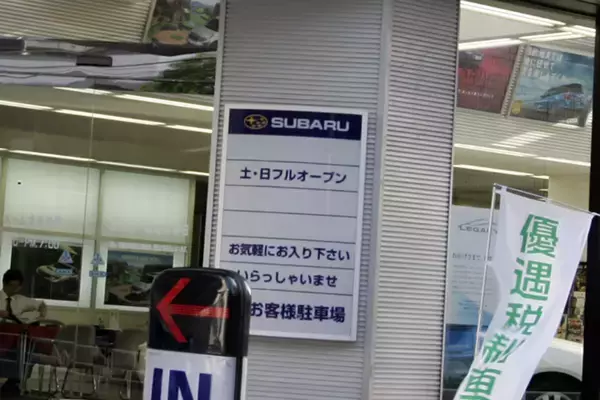 SUBARU
土・日フルオープン
お気軽にお入り下さい
いらっしゃいませ
お客様駐車場
IN
LEGACY
優遇税制車